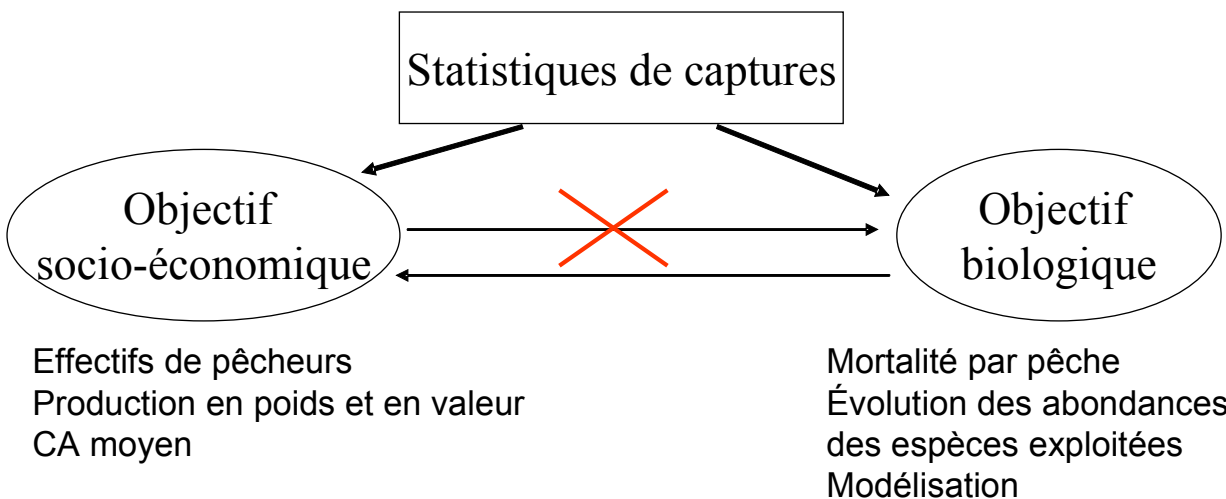 Statistiques de captures
Objectif
socio-économique
Objectif
biologique
Effectifs de pêcheurs
Production en poids et en valeur
CA moyen
Mortalité par pêche
Évolution des abondances
des espèces exploitées
Modélisation